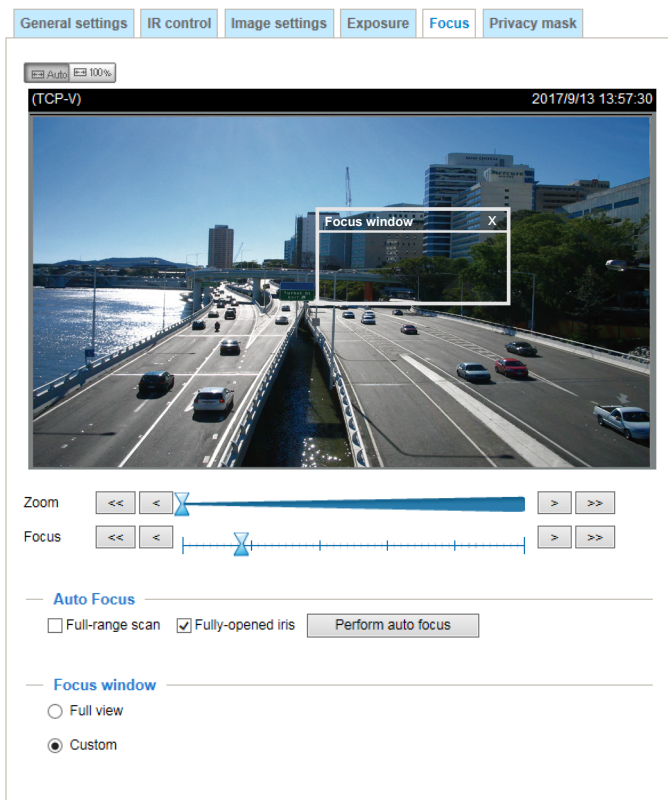 General settings IR control Image settings Exposure Focus Privacy mask
Auto 100%
(TCP-V) 2017/9/13 13:57:30
Focus window X
Zoom << < > >>
Focus << < > >>
Auto Focus
Full-range scan Fully-opened iris Perform auto focus
Focus window
Full view
Custom